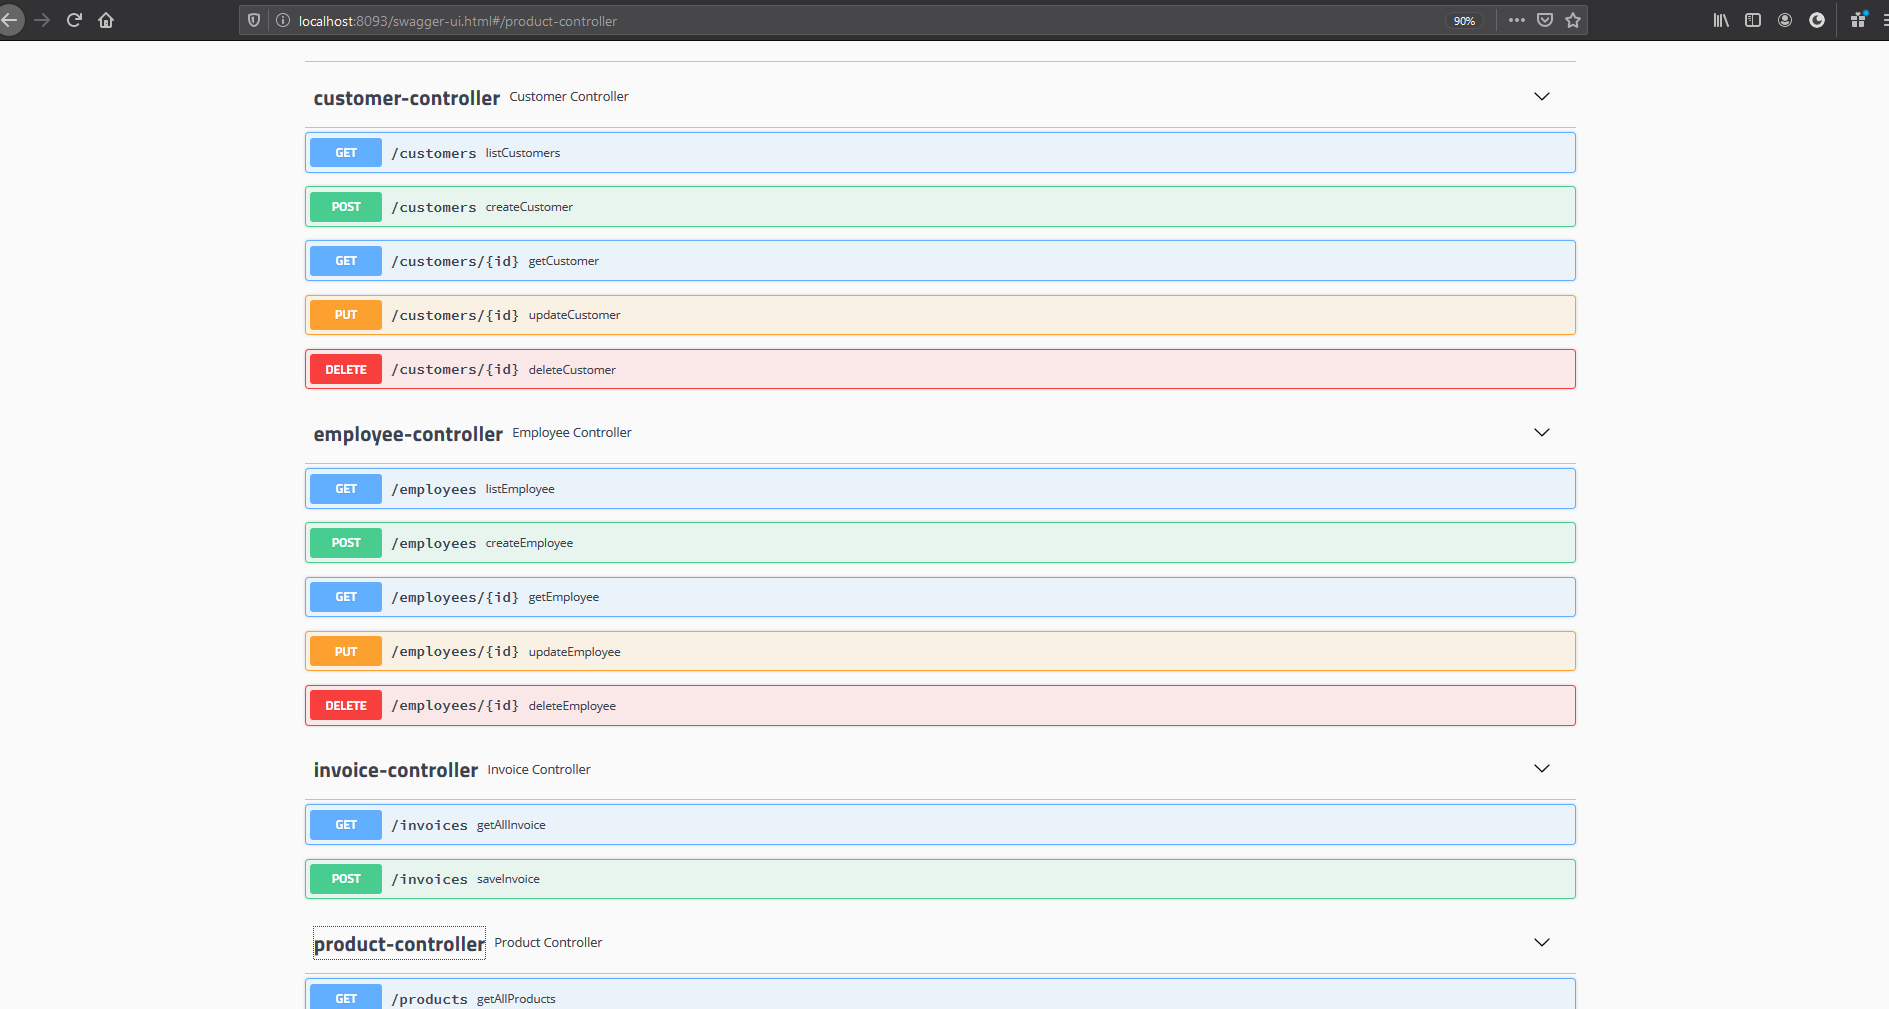 localhost:8093/swagger-ui.html#/product-controller 90%
customer-controller Customer Controller
GET /customers listCustomers
POST /customers createCustomer
GET /customers/{id} getCustomer
PUT /customers/{id} updateCustomer
DELETE /customers/{id} deleteCustomer
employee-controller Employee Controller
GET /employees listEmployee
POST /employees createEmployee
GET /employees/{id} getEmployee
PUT /employees/{id} updateEmployee
DELETE /employees/{id} deleteEmployee
invoice-controller Invoice Controller
GET /invoices getAllInvoice
POST /invoices saveInvoice
product-controller Product Controller
GET /products getAllProducts